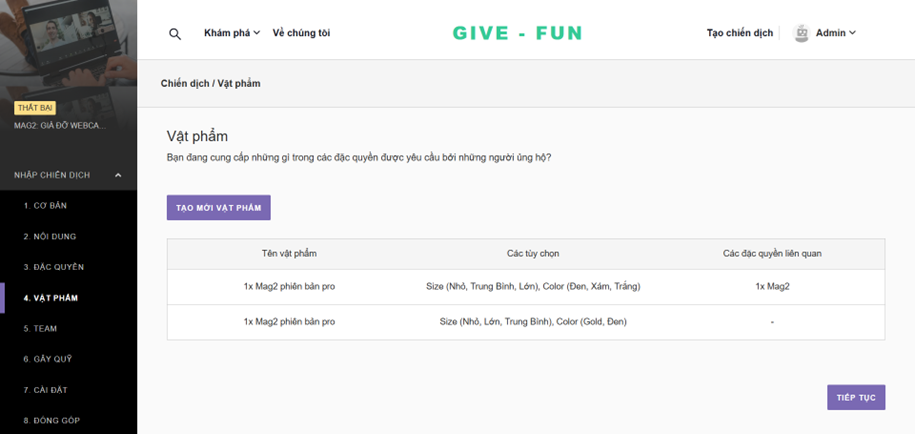 Khám phá
Về chúng tôi
GIVE - FUN
Tạo chiến dịch
Admin
Chiến dịch / Vật phẩm
THẤT BẠI
MAG2: GIÁ ĐỠ WEBCA...
NHẬP CHIẾN DỊCH
1. CƠ BẢN
2. NỘI DUNG
3. ĐẶC QUYỀN
4. VẬT PHẨM
5. TEAM
6. GÂY QUỸ
7. CÀI ĐẶT
8. ĐÓNG GÓP
Vật phẩm
Bạn đang cung cấp những gì trong các đặc quyền được yêu cầu bởi những người ủng hộ?
TẠO MỚI VẬT PHẨM
Tên vật phẩm
Các tùy chọn
Các đặc quyền liên quan
1x Mag2 phiên bản pro
Size (Nhỏ, Trung Bình, Lớn), Color (Đen, Xám, Trắng)
1x Mag2
1x Mag2 phiên bản pro
Size (Nhỏ, Lớn, Trung Bình), Color (Gold, Đen)
-
TIẾP TỤC